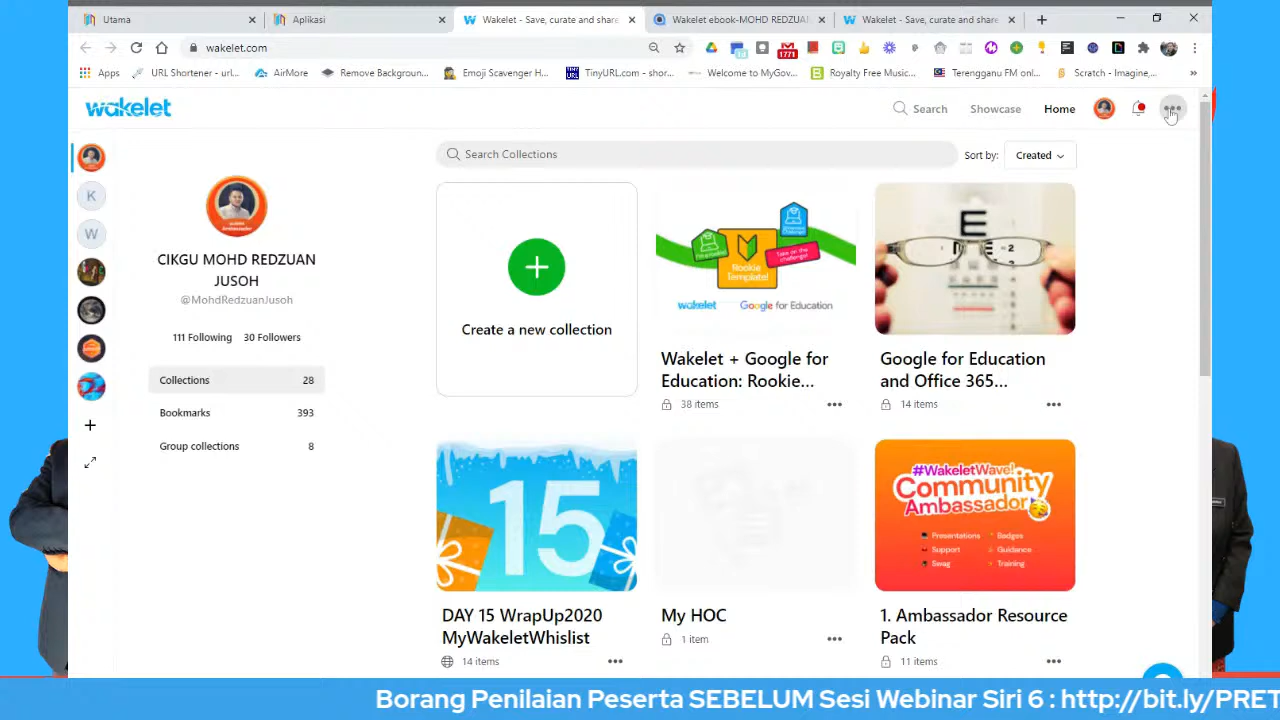 Utama
Aplikasi
Wakelet - Save, curate and share
Wakelet ebook-MOHD REDZUAN
Wakelet - Save, curate and share
wakelet.com
1771
Apps
URL Shortener - url...
AirMore
Remove Backgroun...
Emoji Scavenger H...
TinyURL.com - shor...
Welcome to MyGov...
Royalty Free Music...
Terengganu FM onl...
Scratch - Imagine,...
wakelet
Search
Showcase
Home
Search Collections
Sort by:
Created
K
W
CIKGU MOHD REDZUAN
JUSOH
@MohdRedzuanJusoh
111 Following
30 Followers
Collections
28
Bookmarks
393
Group collections
8
Create a new collection
Rookie
Template!
Take on the
challenge!
wakelet
Google for Education
Wakelet + Google for
Education: Rookie...
38 items
E
Google for Education
and Office 365...
14 items
15
DAY 15 WrapUp2020
MyWakeletWhislist
14 items
My HOC
1 item
#WakeletWave!
Community
Ambassador
Presentations
Badges
Support
Guidance
Swag
Training
1. Ambassador Resource
Pack
11 items
Borang Penilaian Peserta SEBELUM Sesi Webinar Siri 6 : http://bit.ly/PRET